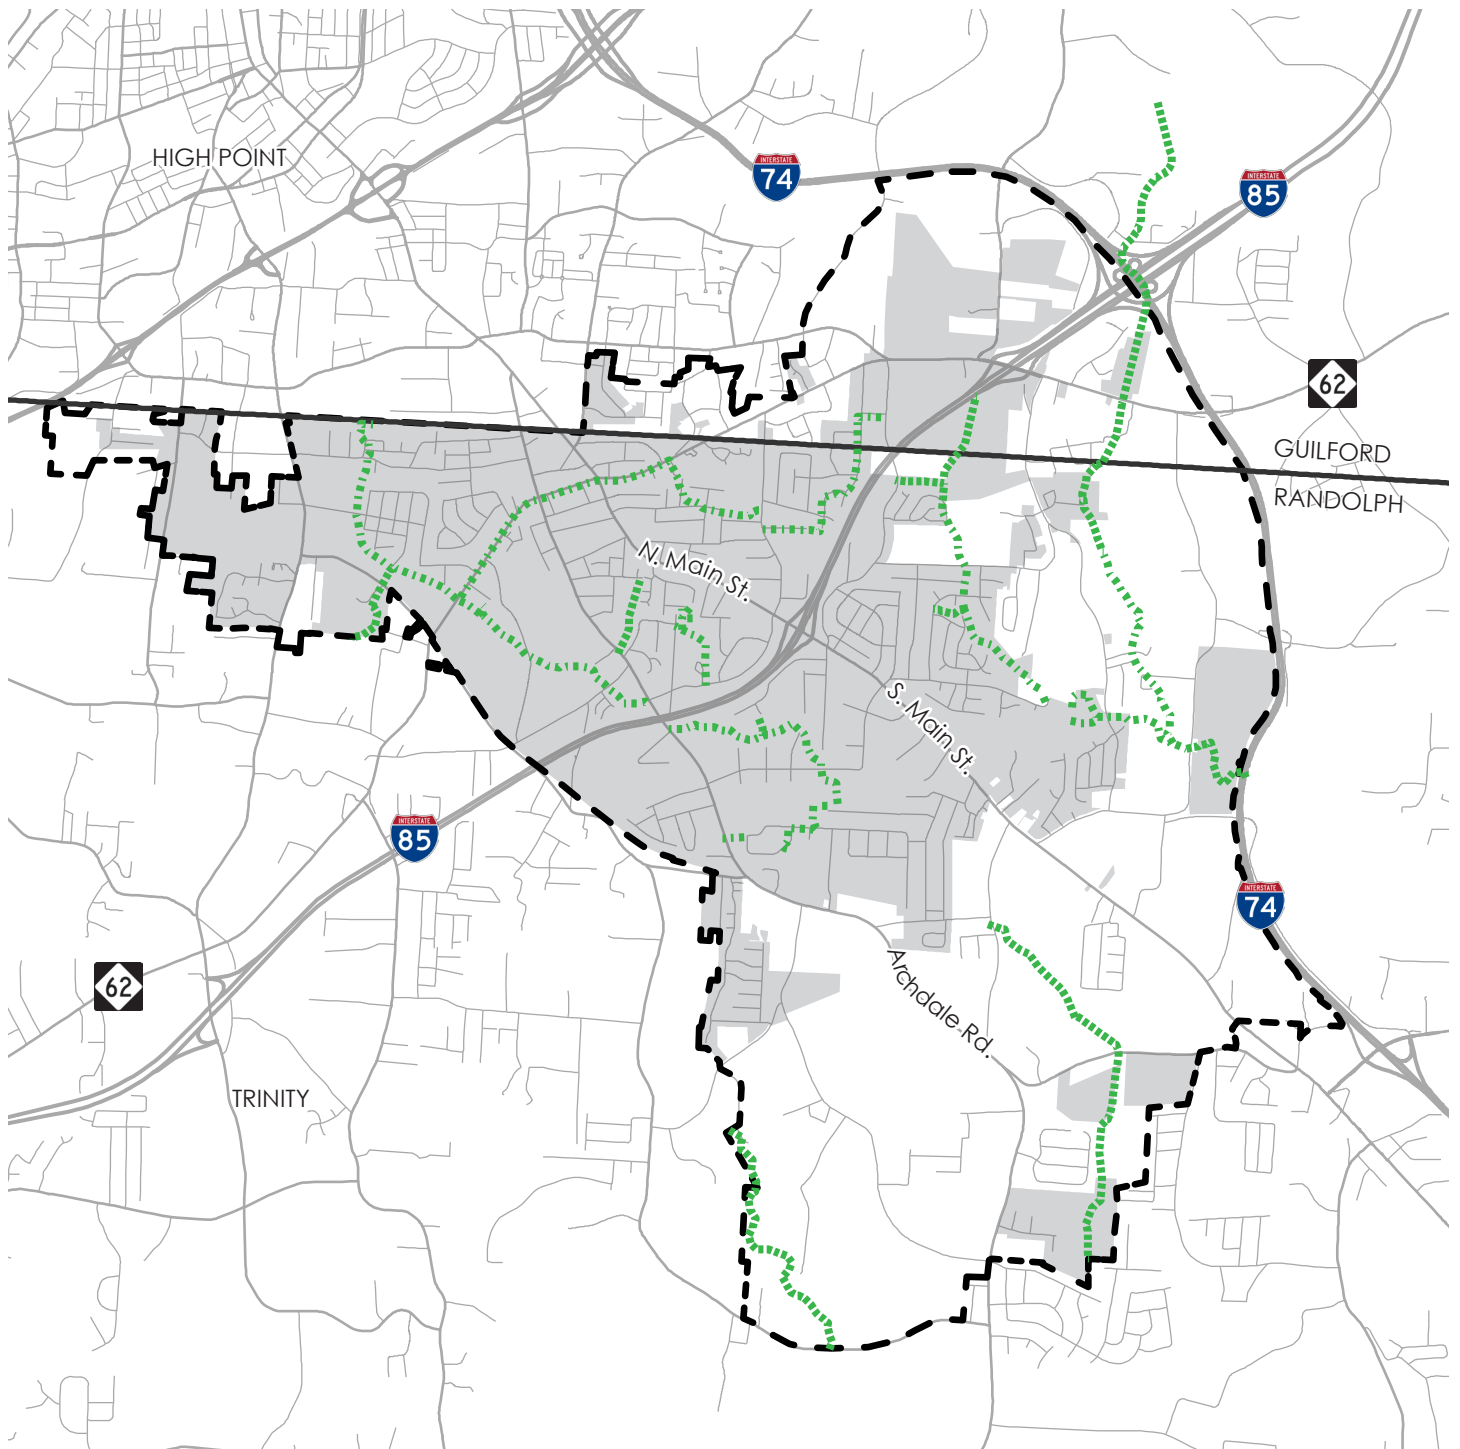 HIGH POINT
INTERSTATE
74
INTERSTATE
85
62
GUILFORD
RANDOLPH
N. Main St.
S. Main St.
INTERSTATE
85
INTERSTATE
74
62
Archdale Rd.
TRINITY